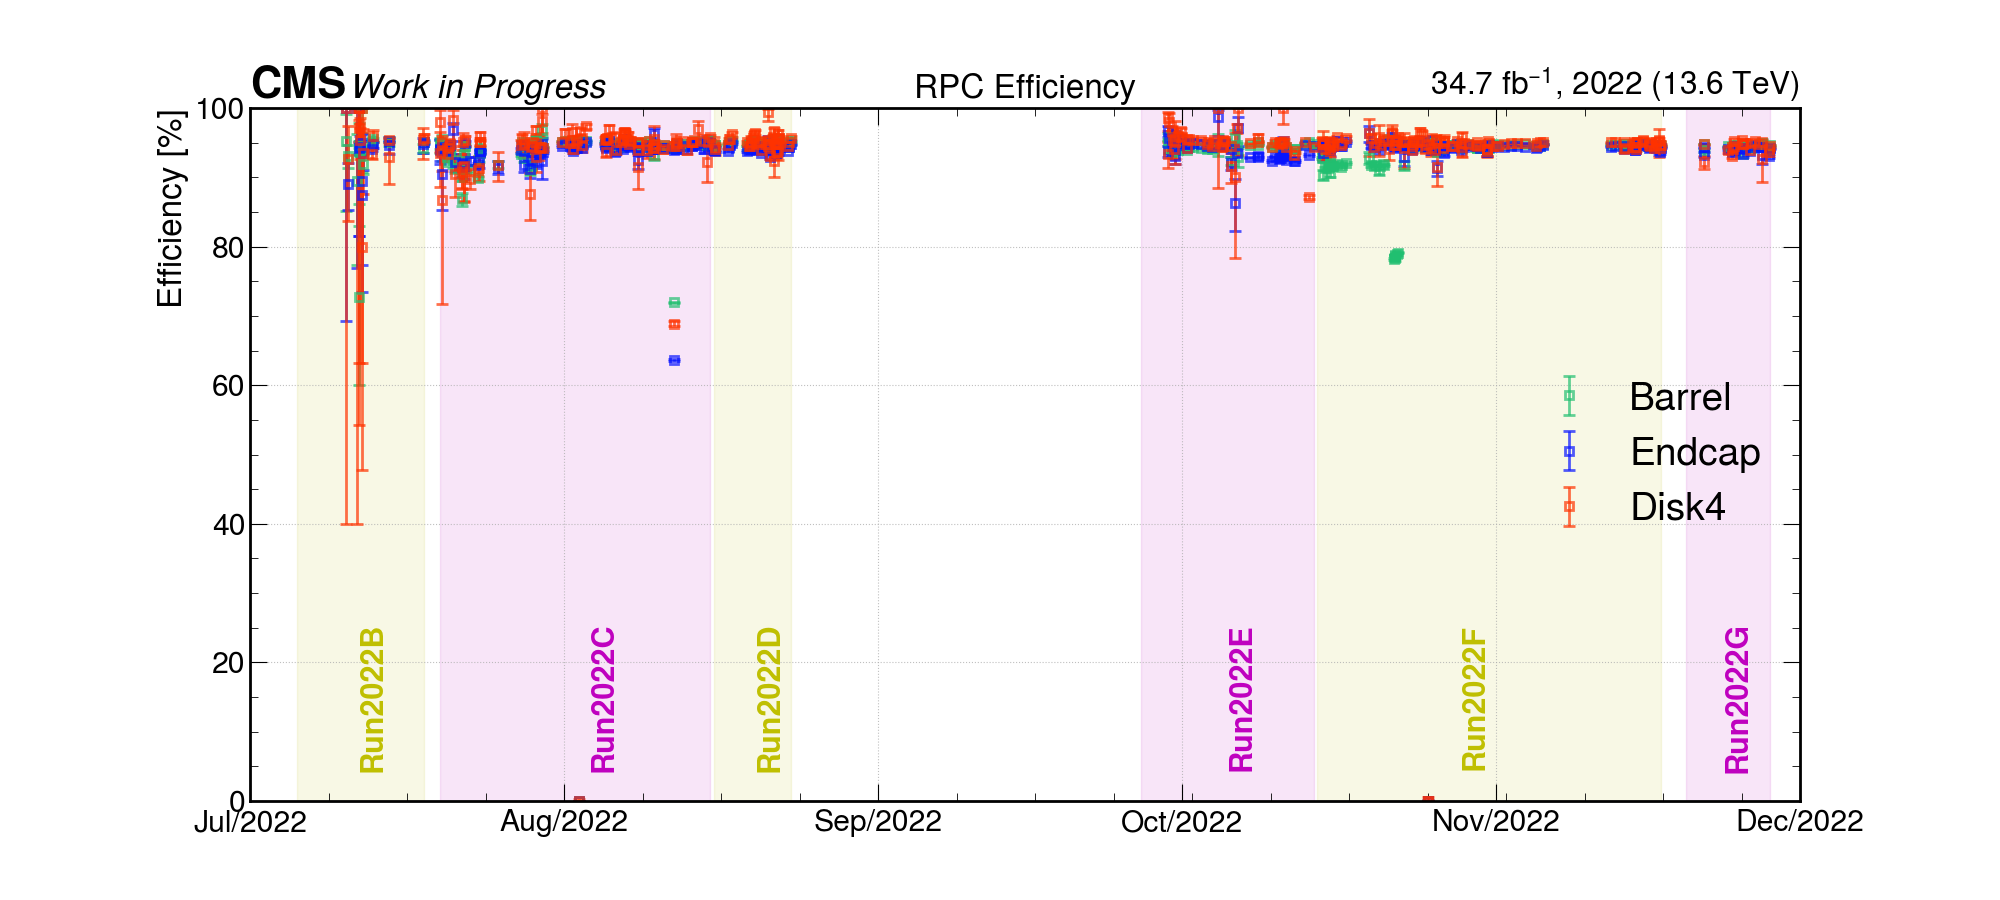 CMS Work in Progress RPC Efficiency 34.7 fb⁻¹, 2022 (13.6 TeV)
Efficiency [%]
100
80
60
40
20
0
Barrel
Endcap
Disk4
Run2022B
Run2022C
Run2022D
Run2022E
Run2022F
Run2022G
Jul/2022 Aug/2022 Sep/2022 Oct/2022 Nov/2022 Dec/2022